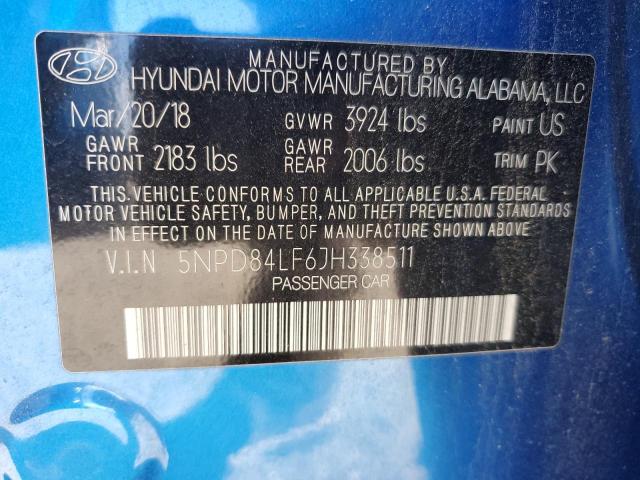 MANUFACTURED BY
HYUNDAI MOTOR MANUFACTURING ALABAMA, LLC
Mar/20/18 GVWR 3924 lbs PAINT US
GAWR FRONT 2183 lbs GAWR REAR 2006 lbs TRIM PK
THIS VEHICLE CONFORMS TO ALL APPLICABLE U.S.A. FEDERAL
MOTOR VEHICLE SAFETY, BUMPER, AND THEFT PREVENTION STANDARDS
IN EFFECT ON THE DATE OF MANUFACTURE SHOWN ABOVE.
V.I.N 5NPD84LF6JH338511
PASSENGER CAR